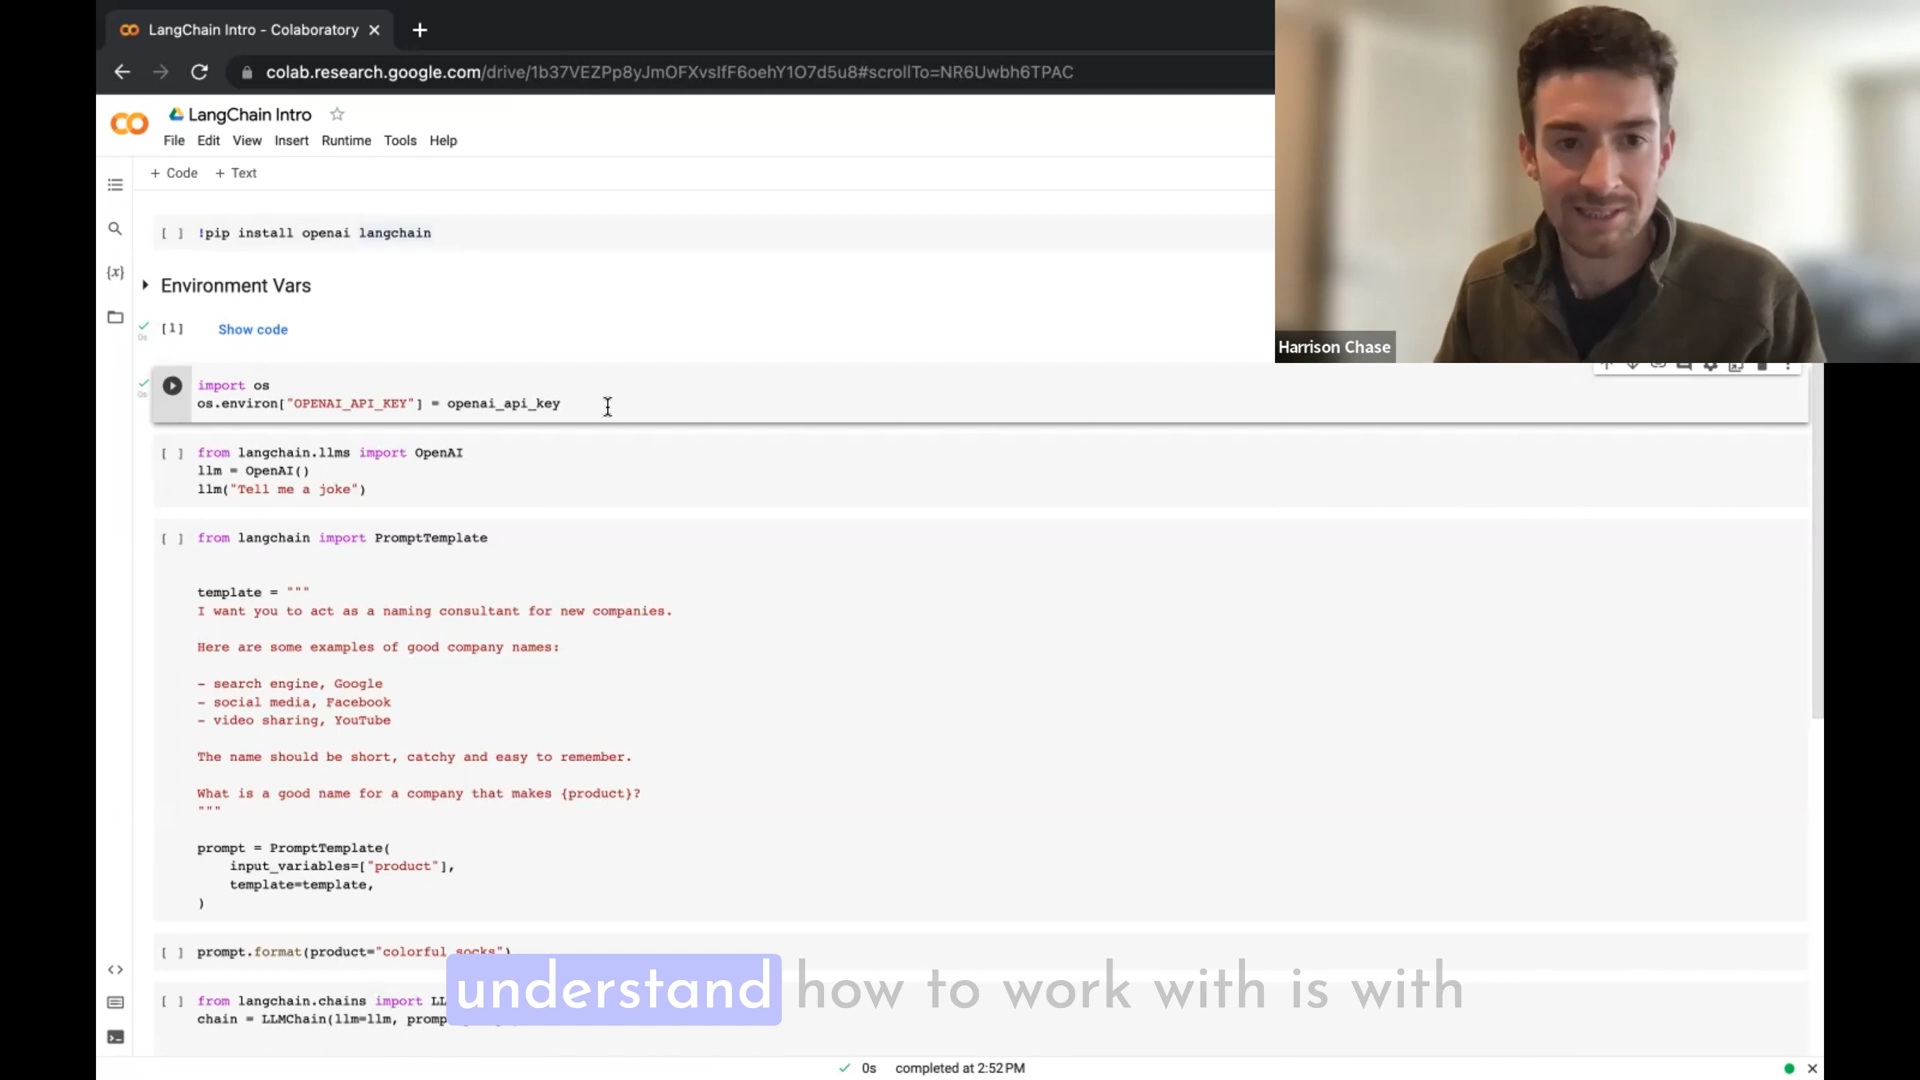 LangChain Intro - Colaboratory
colab.research.google.com/drive/1b37VEZPp8yJmOFXvsIfF6oehY1O7d5u8#scrollTo=NR6Uwbh6TPAC
LangChain Intro
File Edit View Insert Runtime Tools Help
+ Code + Text
[ ] !pip install openai langchain
Environment Vars
0s
[1] Show code
Harrison Chase
0s
import os
os.environ["OPENAI_API_KEY"] = openai_api_key
[ ] from langchain.llms import OpenAI
llm = OpenAI()
llm("Tell me a joke")
[ ] from langchain import PromptTemplate
template = """
I want you to act as a naming consultant for new companies.
Here are some examples of good company names:
- search engine, Google
- social media, Facebook
- video sharing, YouTube
The name should be short, catchy and easy to remember.
What is a good name for a company that makes {product}?
"""
prompt = PromptTemplate(
input_variables=["product"],
template=template,
)
[ ] prompt.format(product="colorful socks")
understand how to work with is with
[ ] from langchain.chains import
chain = LLMChain(llm=llm,
0s completed at 2:52 PM